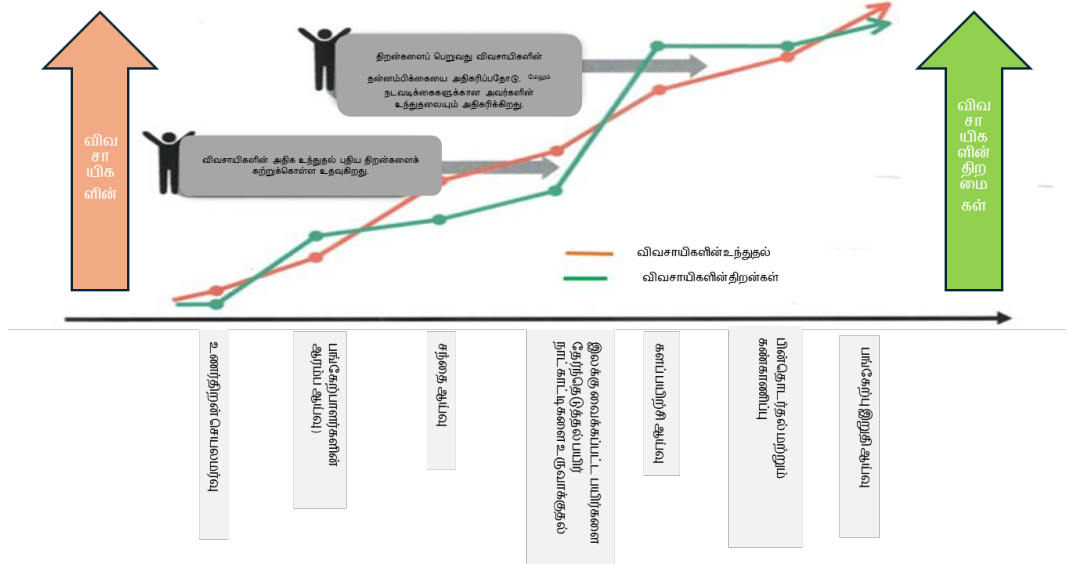 விவ
சா
யிக
ளின்
திறன்களைப் பெறுவது விவசாயிகளின்
தன்னம்பிக்கையை அதிகரிப்பதோடு, மேலும்
நடவடிக்கைகளுக்கான அவர்களின்
உந்துதலையும் அதிகரிக்கிறது.
விவசாயிகளின் அதிக உந்துதல் புதிய திறன்களைக்
கற்றுக்கொள்ள உதவுகிறது.
விவ
சா
யிக
ளின்
திற
மை
கள்
விவசாயிகளின் உந்துதல்
விவசாயிகளின் திறன்கள்
உணர்திறன் செயலமர்வு
பங்கேற்பாளர்களின்
ஆரம்ப ஆய்வு)
சந்தை ஆய்வு
இலக்கு வைக்கப்பட்ட பயிர்களை
தேர்ந்தெடுத்தல் பயிர்
நாட்காட்டிகளை உருவாக்குதல்
களப்பயிற்சி ஆய்வு
பின்தொடர்தல் மற்றும்
கண்காணிப்பு
பங்கேற்பு இறுதி ஆய்வு